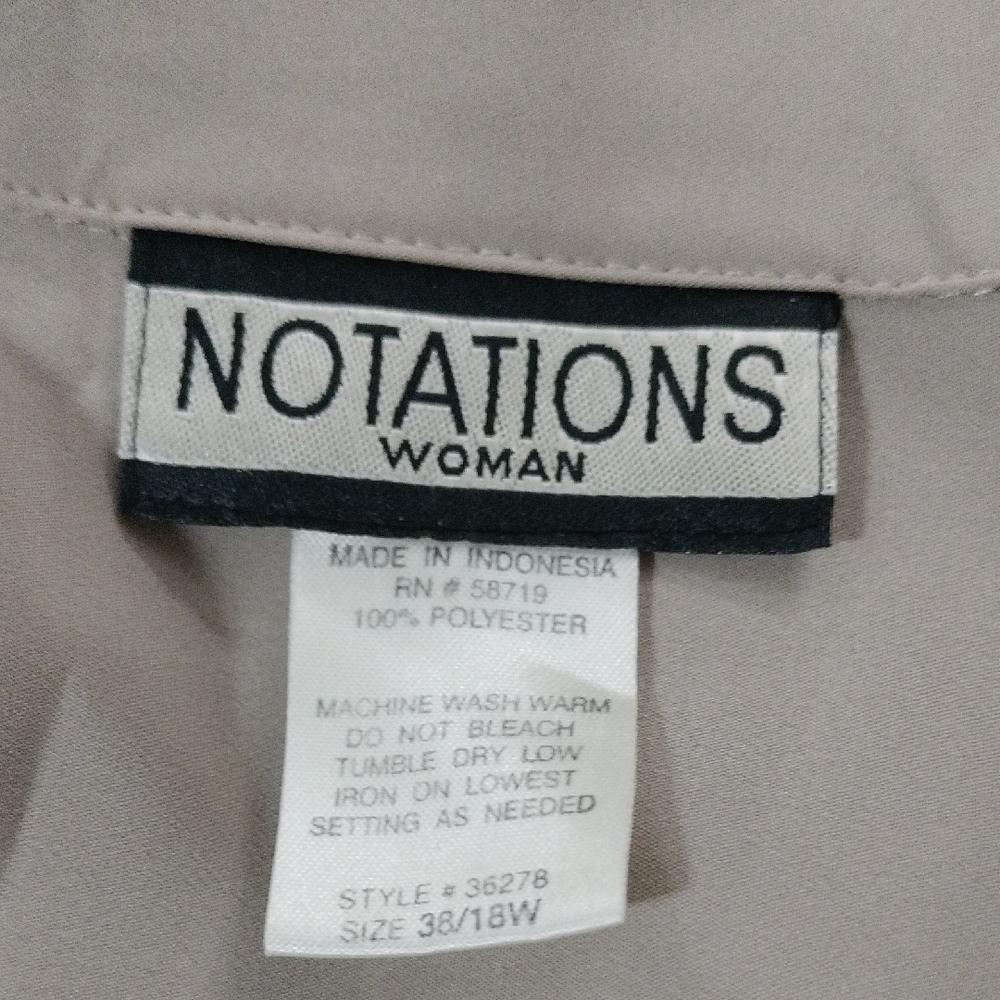 NOTATIONS
WOMAN
MADE IN INDONESIA
RN # 58719
100% POLYESTER
MACHINE WASH WARM
DO NOT BLEACH
TUMBLE DRY LOW
IRON ON LOWEST
SETTING AS NEEDED
STYLE # 36278
SIZE 38/18W